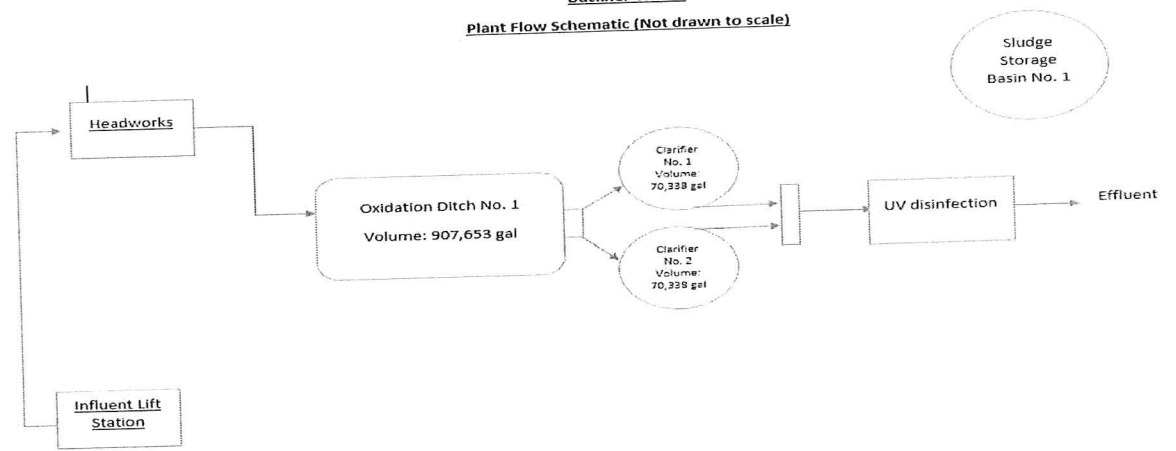 Plant Flow Schematic (Not drawn to scale)
Sludge
Storage
Basin No. 1
Headworks
Clarifier
No. 1
Volume:
70,338 gal
Oxidation Ditch No. 1
Volume: 907,653 gal
UV disinfection
Effluent
Clarifier
No. 2
Volume:
70,338 gal
Influent Lift
Station